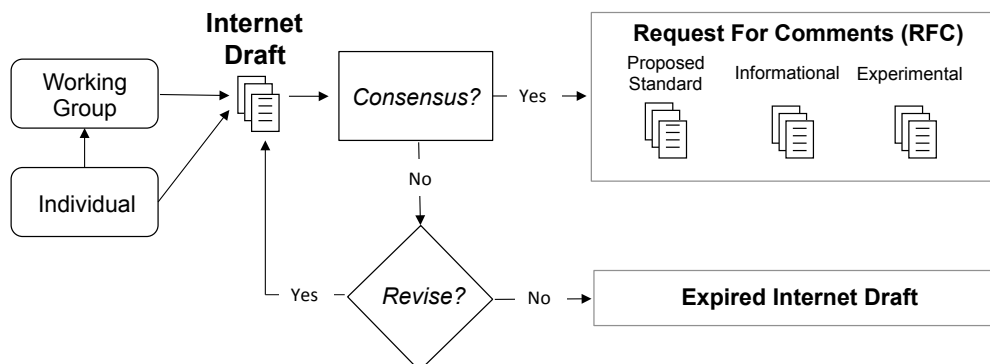 Internet
Draft
Request For Comments (RFC)
Proposed
Standard
Informational
Experimental
Working
Group
Consensus?
Yes
Individual
No
Yes
Revise?
No
Expired Internet Draft